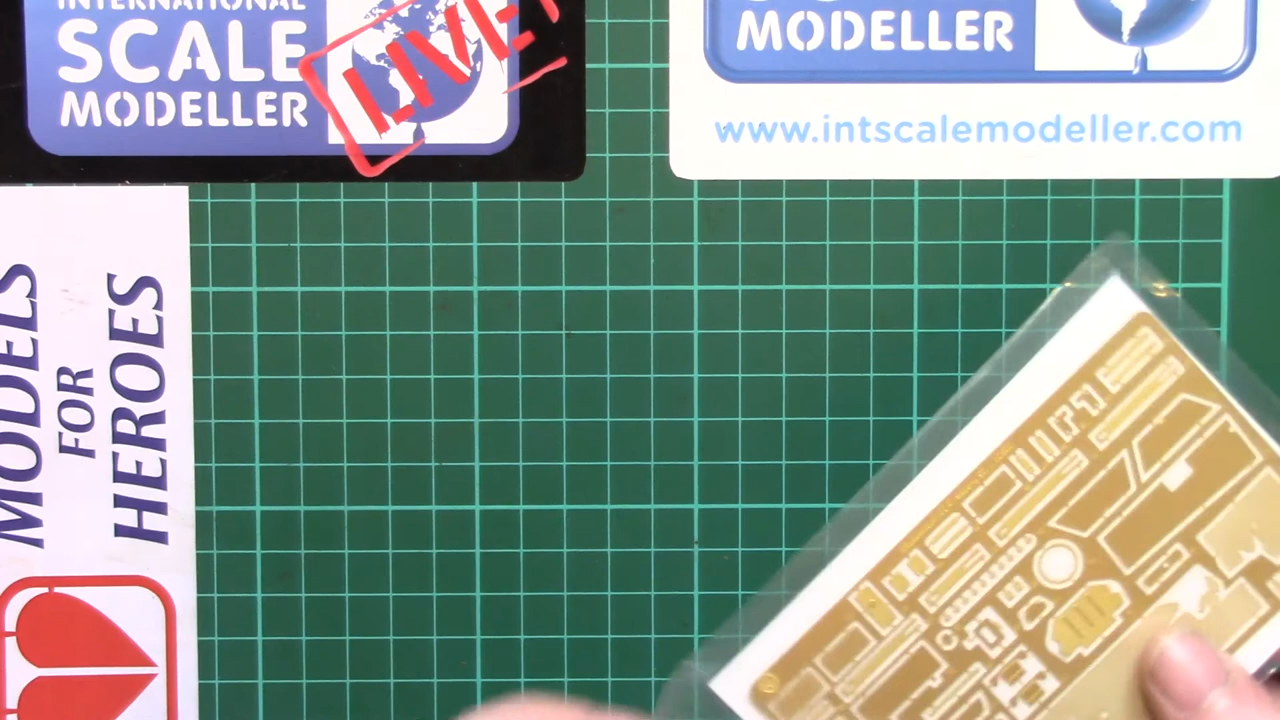 INTERNATIONAL
SCALE
MODELLER
LIVE!
MODELLER
www.intscalemodeller.com
MODELS
FOR
HEROES